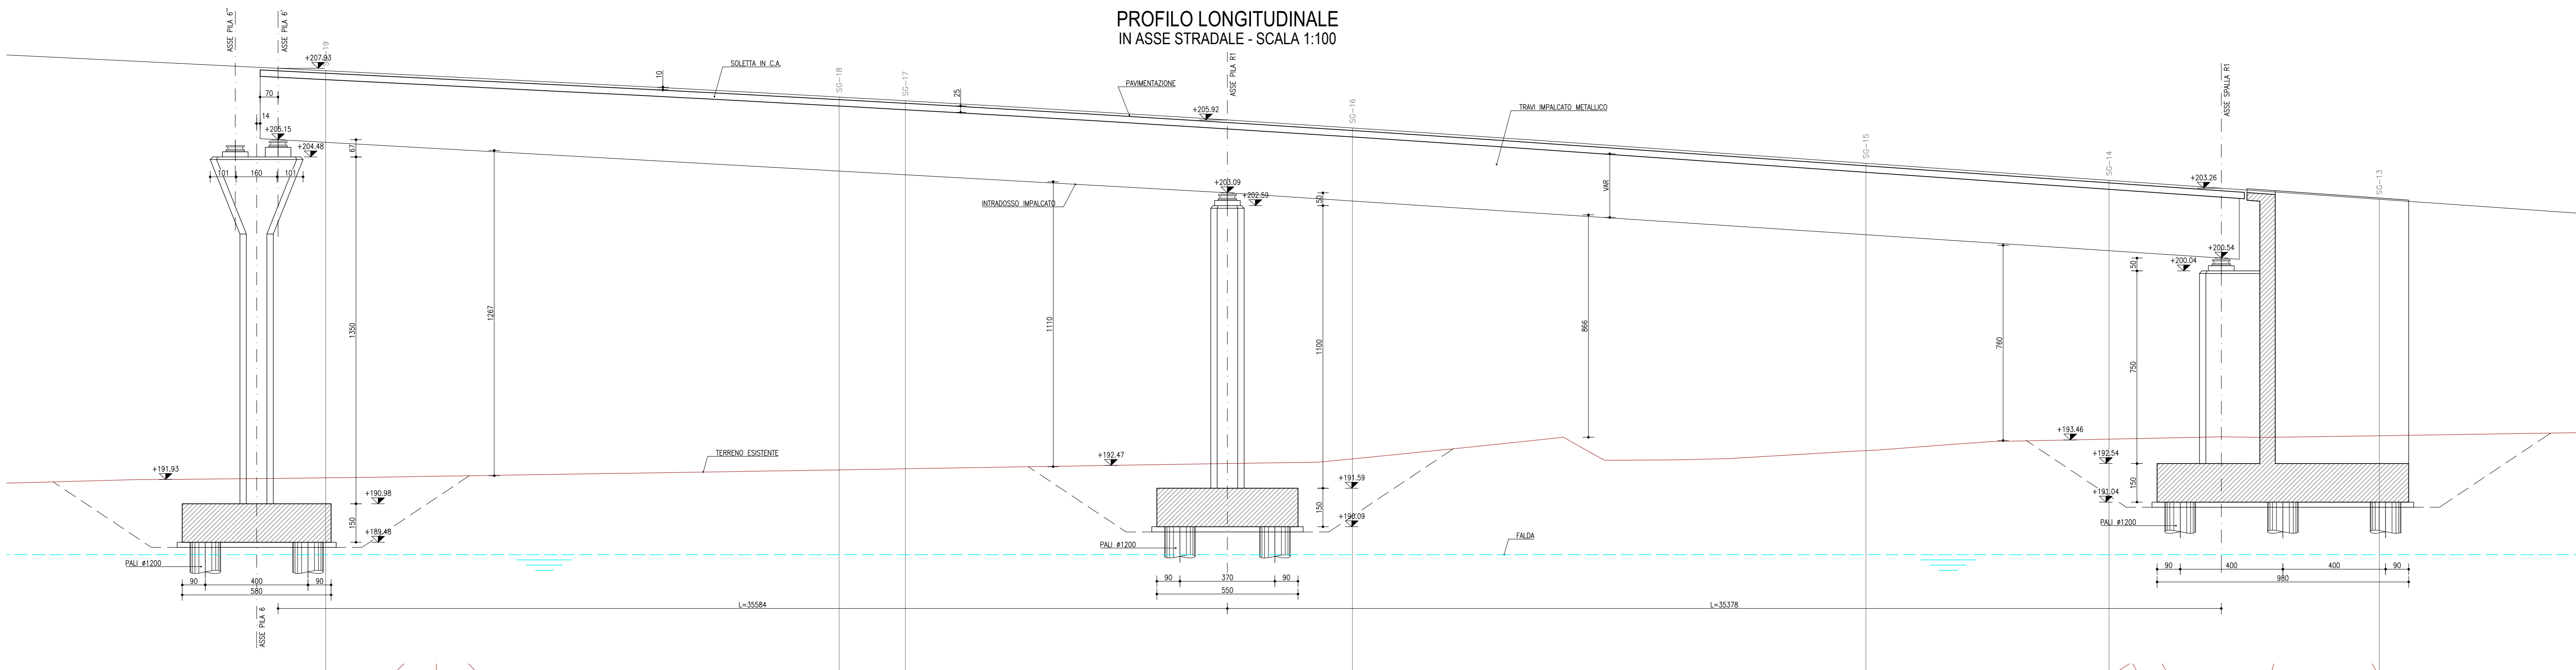 PROFILO LONGITUDINALE
IN ASSE STRADALE - SCALA 1:100
ASSE PILA 6"
ASSE PILA 6'
SG-19
+207.93
SOLETTA IN C.A.
10
SG-18
SG-17
25
PAVIMENTAZIONE
+205.92
ASSE PILA R1
SG-16
TRAVI IMPALCATO METALLICO
SG-15
SG-14
ASSE SPALLA R1
+203.26
SG-13
70
14
+205.15
+204.48
67
101
160
101
1350
1267
INTRADOSSO IMPALCATO
1110
+203.09
+202.59
50
1100
VAR.
866
760
+200.54
+200.04
50
750
+191.93
TERRENO ESISTENTE
+192.47
+193.46
+192.54
+191.59
+190.98
150
+189.48
150
+190.09
150
+191.04
PALI ø1200
PALI ø1200
PALI ø1200
FALDA
90
400
90
580
90
370
90
550
90
400
400
90
980
L=35584
L=35378
ASSE PILA 6